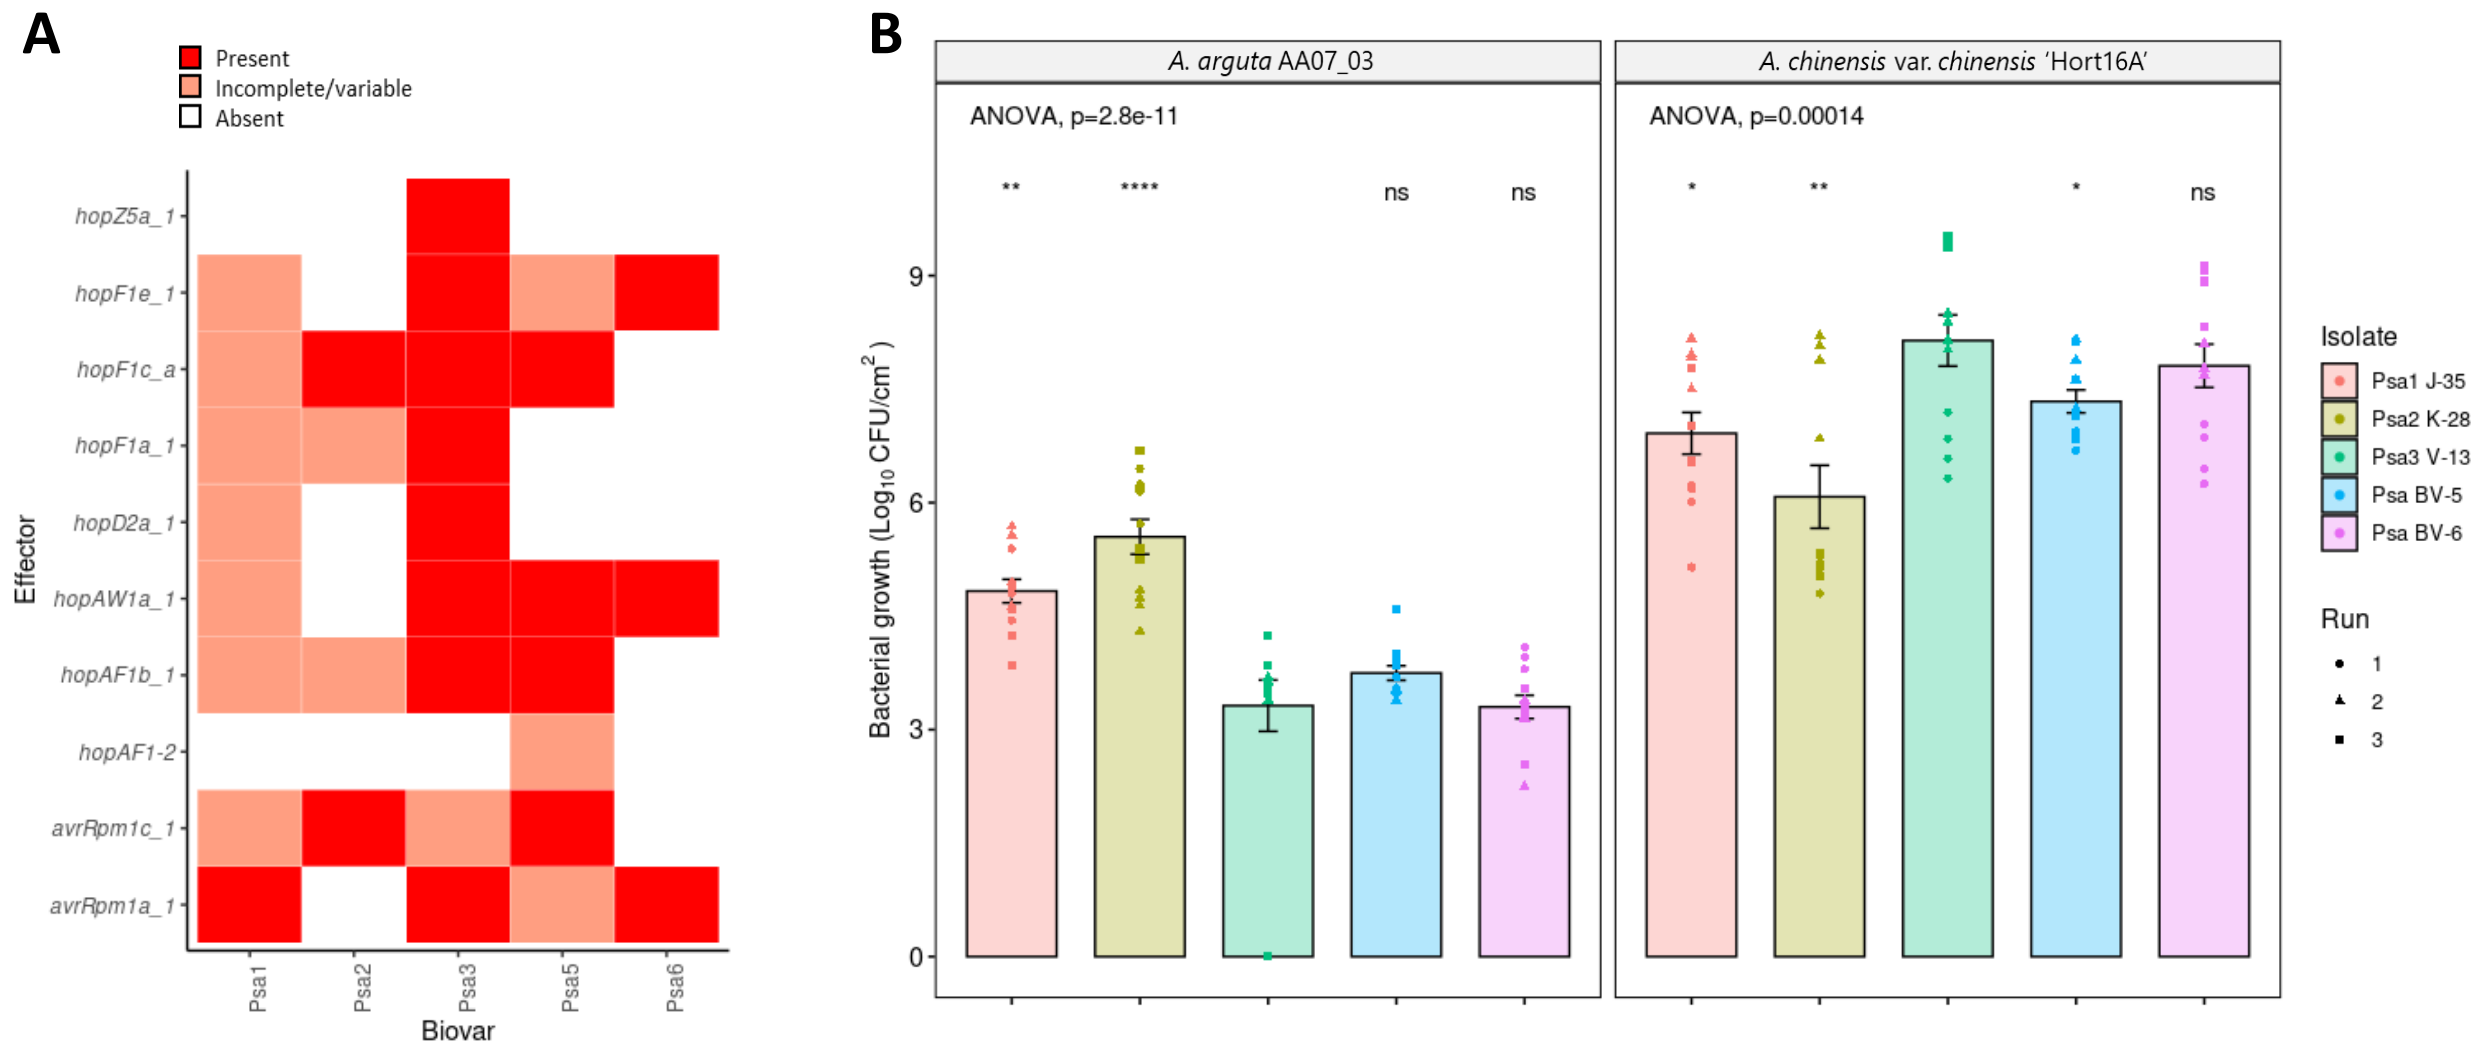 A
Present
Incomplete/variable
Absent
Effector
hopZ5a_1
hopF1e_1
hopF1c_a
hopF1a_1
hopD2a_1
hopAW1a_1
hopAF1b_1
hopAF1-2
avrRpm1c_1
avrRpm1a_1
Psa1
Psa2
Psa3
Psa5
Psa6
Biovar
B
A. arguta AA07_03
A. chinensis var. chinensis ‘Hort16A’
ANOVA, p=2.8e-11
ANOVA, p=0.00014
** **** ns ns
* ** * ns
Bacterial growth (Log10 CFU/cm2 )
9
6
3
0
Isolate
Psa1 J-35
Psa2 K-28
Psa3 V-13
Psa BV-5
Psa BV-6
Run
1
2
3